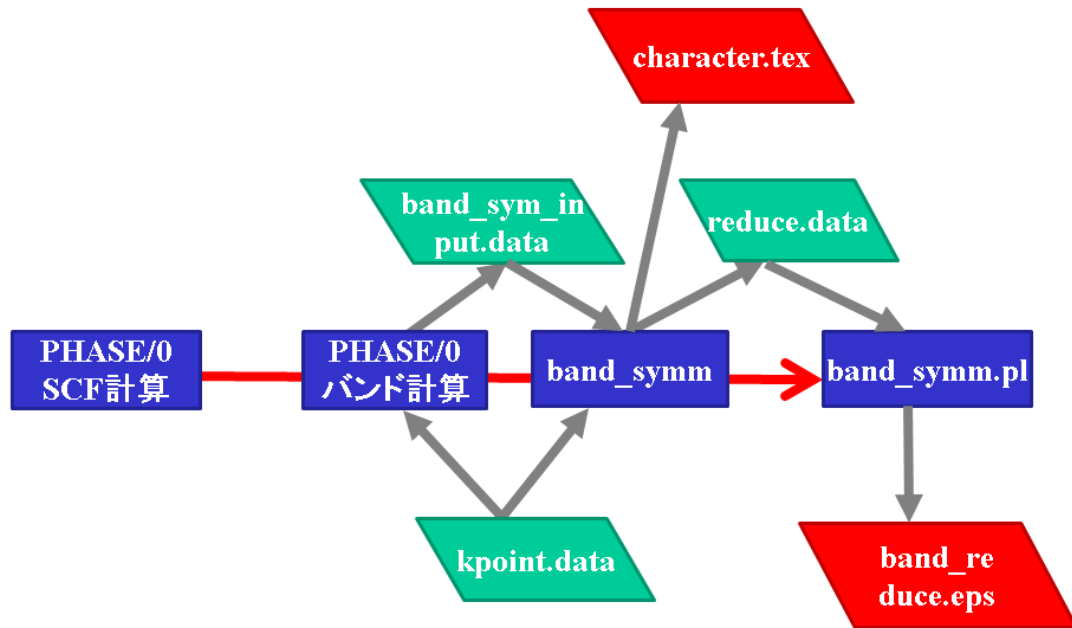 character.tex
band_sym_in
put.data
reduce.data
PHASE/0
SCF計算
PHASE/0
バンド計算
band_symm
band_symm.pl
kpoint.data
band_re
duce.eps